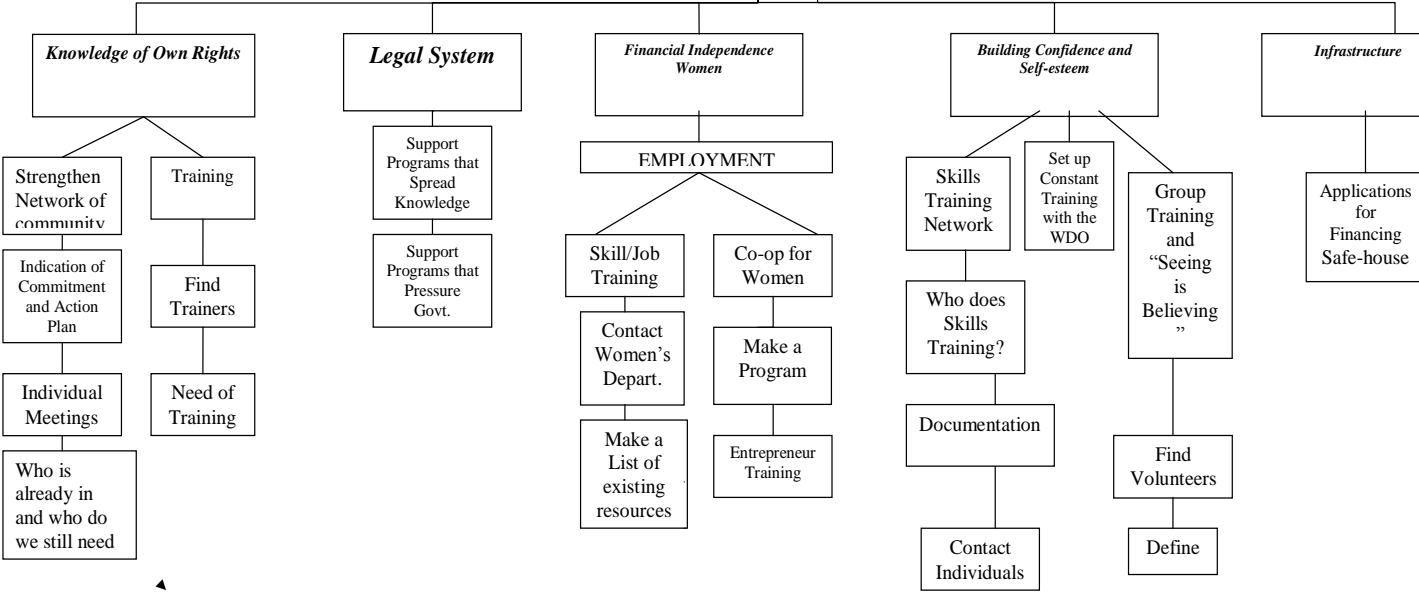 Knowledge of Own Rights
Strengthen
Network of
community
Indication of
Commitment
and Action
Plan
Individual
Meetings
Who is
already in
and who do
we still need
Training
Find
Trainers
Need of
Training
Legal System
Support
Programs that
Spread
Knowledge
Support
Programs that
Pressure
Govt.
Financial Independence
Women
EMPLOYMENT
Skill/Job
Training
Contact
Women’s
Depart.
Make a
List of
existing
resources
Co-op for
Women
Make a
Program
Entrepreneur
Training
Building Confidence and
Self-esteem
Skills
Training
Network
Who does
Skills
Training?
Documentation
Contact
Individuals
Set up
Constant
Training
with the
WDO
Group
Training
and
“Seeing
is
Believing
”
Find
Volunteers
Define
Infrastructure
Applications
for
Financing
Safe-house